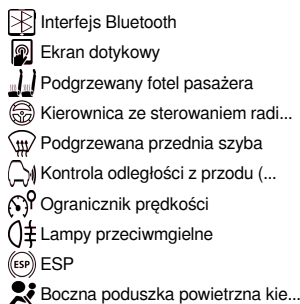 Interfejs Bluetooth
Ekran dotykowy
Podgrzewany fotel pasażera
Kierownica ze sterowaniem radi...
Podgrzewana przednia szyba
Kontrola odległości z przodu (...
Ogranicznik prędkości
Lampy przeciwmgielne
ESP ESP
Boczna poduszka powietrzna kie...